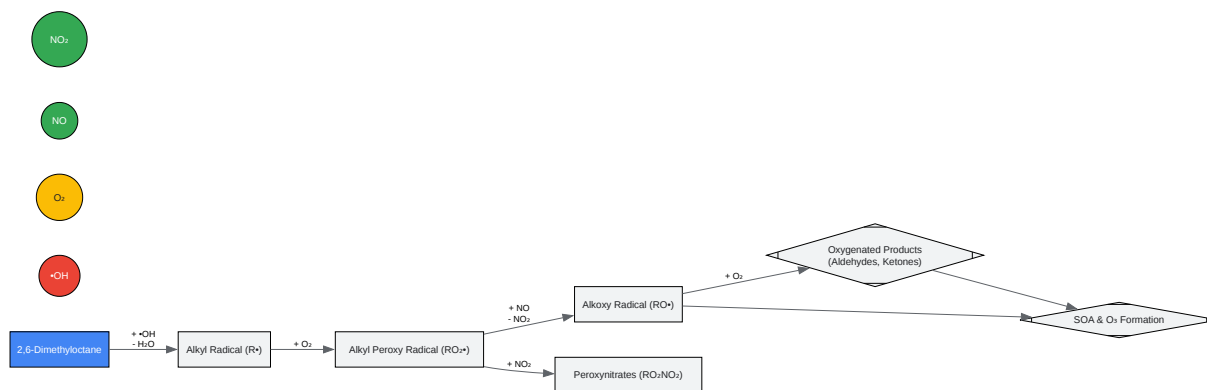 NO₂
NO
O₂
•OH
2,6-Dimethyloctane
+ •OH
- H₂O
Alkyl Radical (R•)
+ O₂
Alkyl Peroxy Radical (RO₂•)
+ NO
- NO₂
+ NO₂
Alkoxy Radical (RO•)
Peroxynitrates (RO₂NO₂)
+ O₂
Oxygenated Products
(Aldehydes, Ketones)
SOA & O₃ Formation